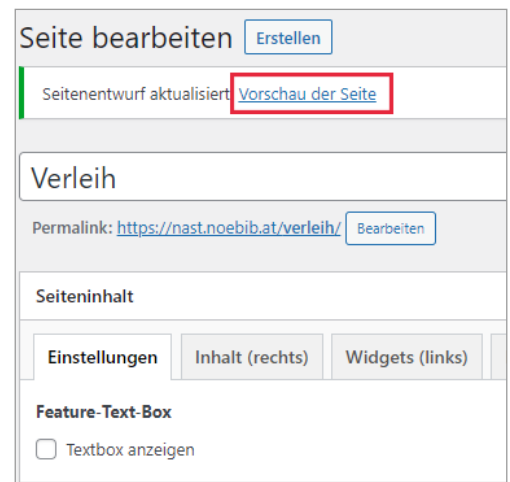 Seite bearbeiten Erstellen
Seitenentwurf aktualisiert Vorschau der Seite
Verleih
Permalink: https://nast.noebib.at/verleih/ Bearbeiten
Seiteninhalt
Einstellungen Inhalt (rechts) Widgets (links)
Feature-Text-Box
Textbox anzeigen